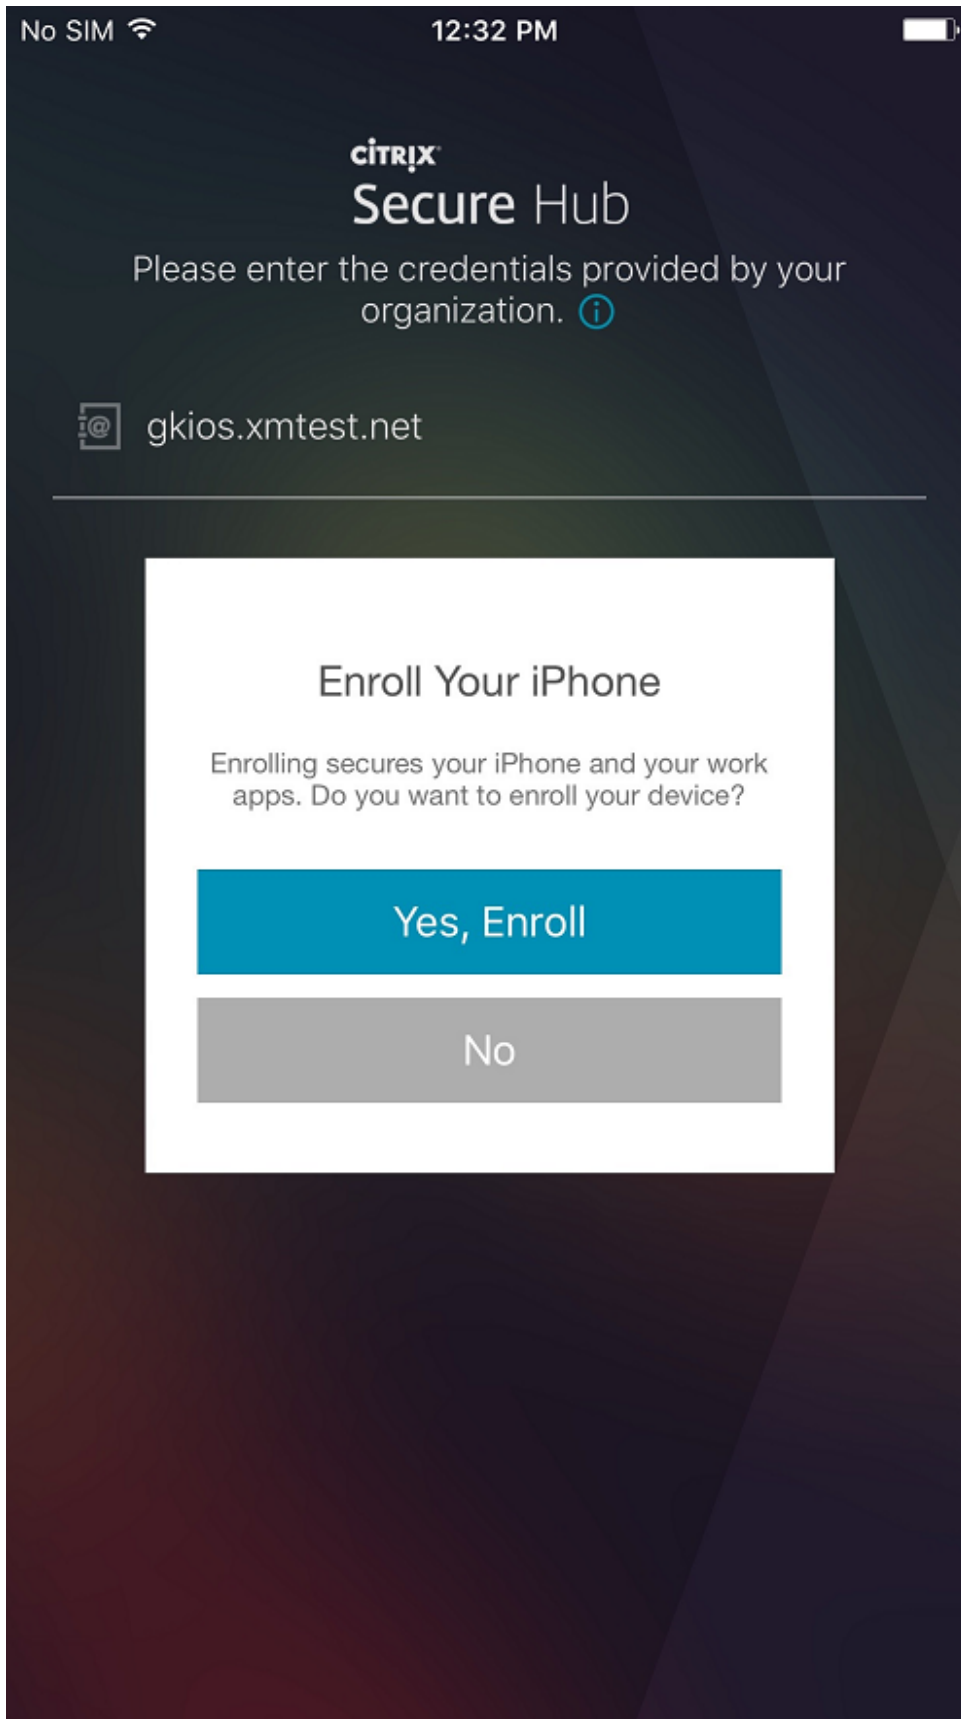 No SIM 12:32 PM
CİTRIX
Secure Hub
Please enter the credentials provided by your
organization.
gkios.xmtest.net
Enroll Your iPhone
Enrolling secures your iPhone and your work
apps. Do you want to enroll your device?
Yes, Enroll
No